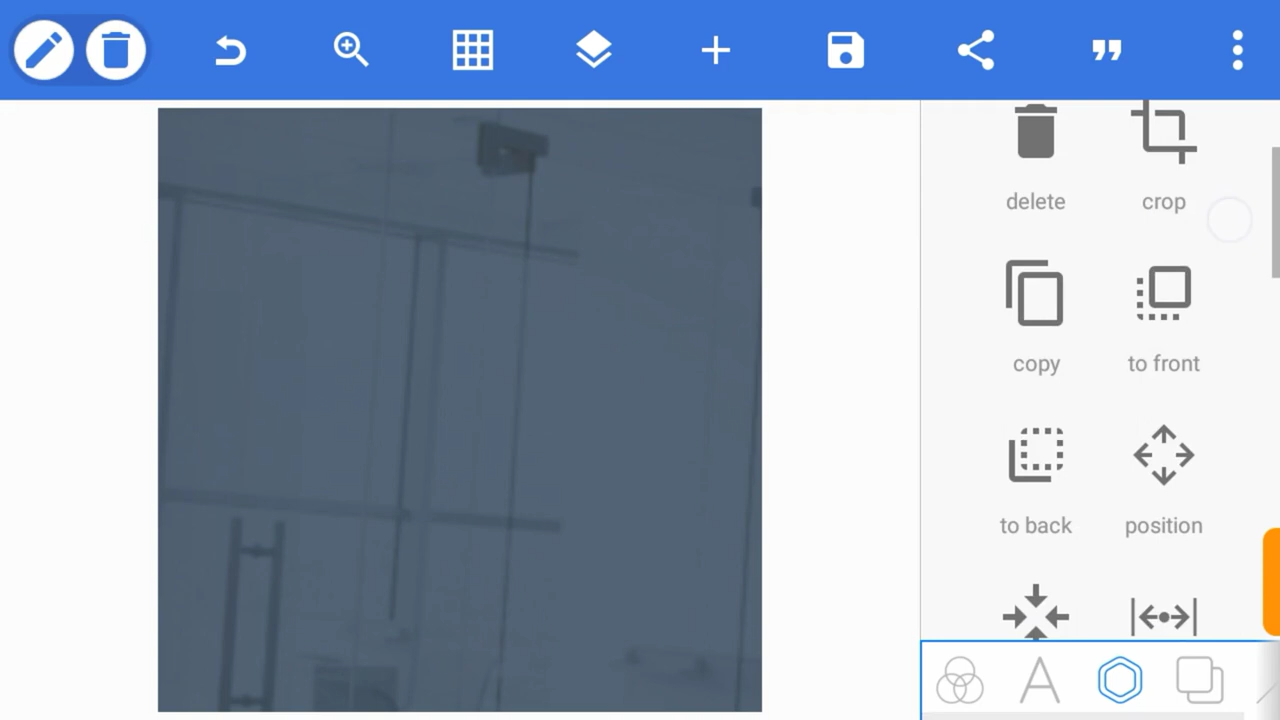 delete
crop
copy
to front
to back
position